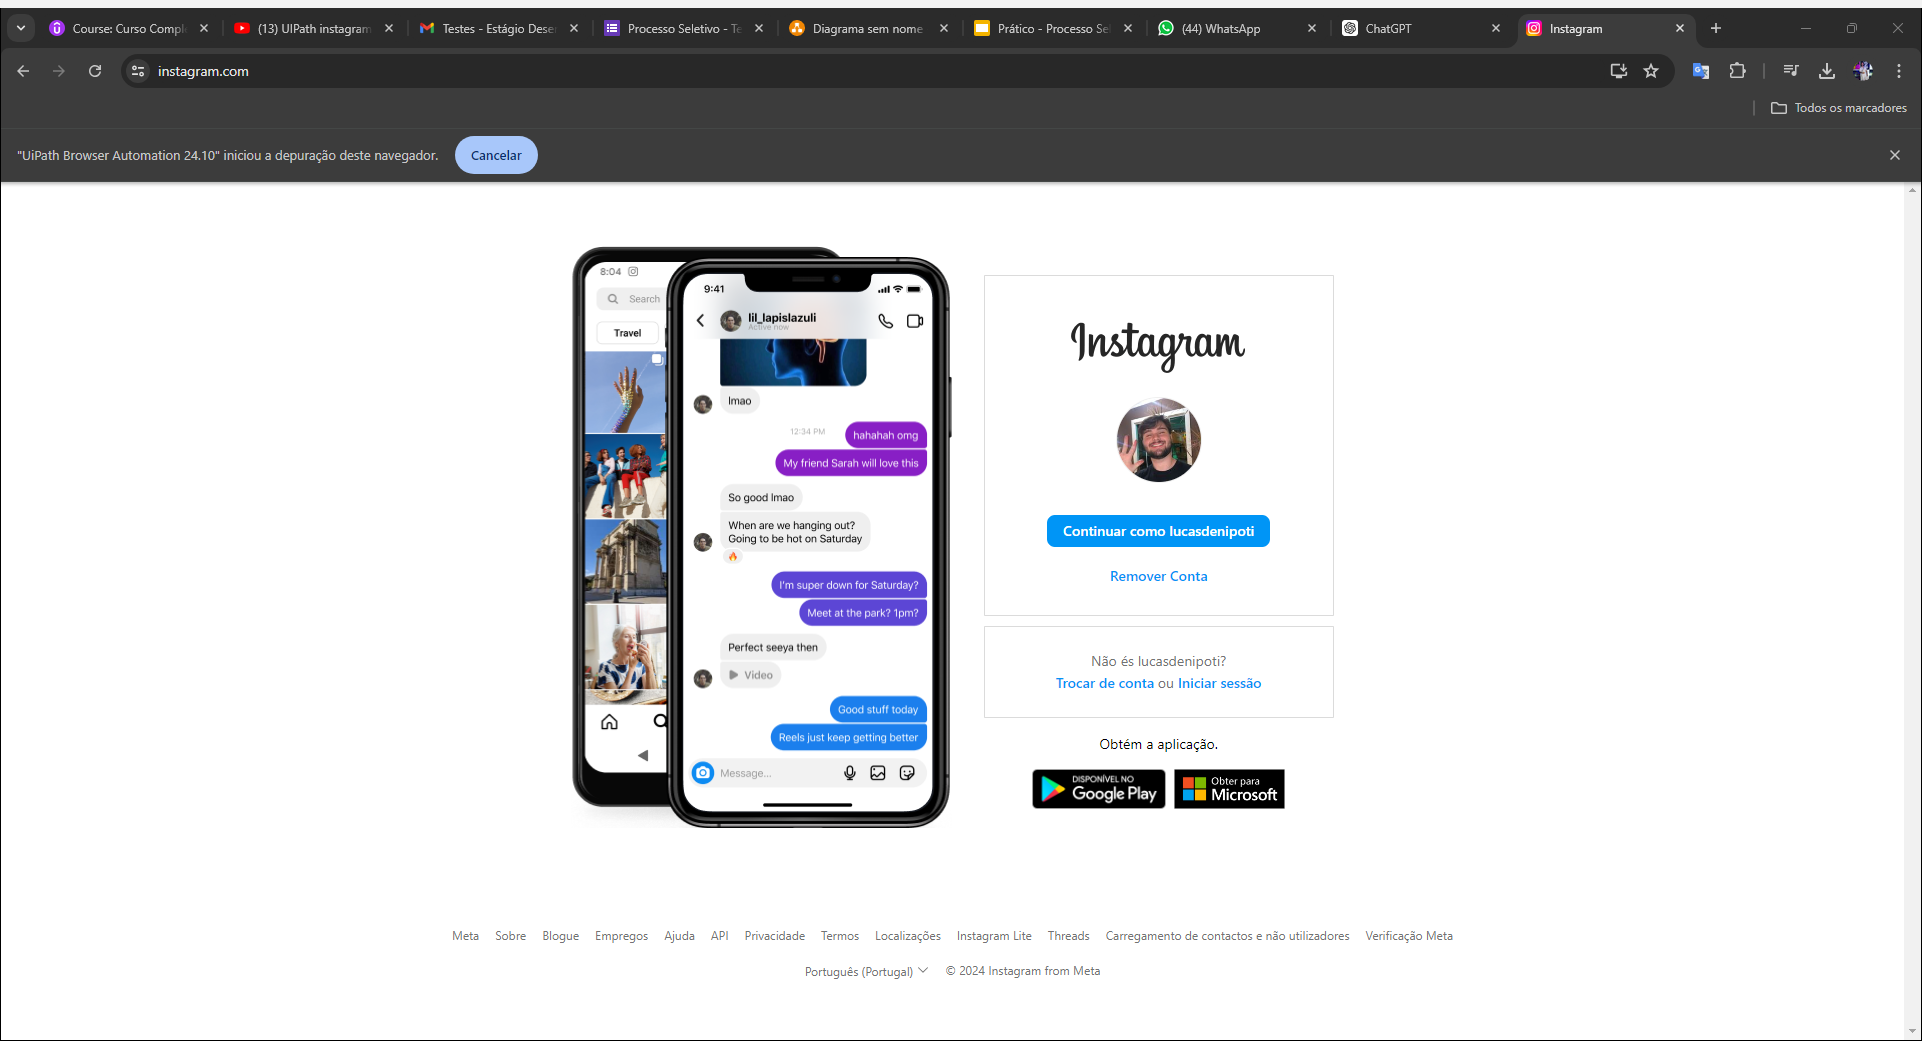 Course: Curso Compl
(13) UIPath instagram
Testes - Estágio Dese
Processo Seletivo - Te
Diagrama sem nome
Prático - Processo Se
(44) WhatsApp
ChatGPT
Instagram
instagram.com
Todos os marcadores
"UiPath Browser Automation 24.10" iniciou a depuração deste navegador.
Cancelar
8:04
Search
Travel
9:41
lil_lapislazuli
Active now
lmao
12:34 PM
hahahah omg
My friend Sarah will love this
So good lmao
When are we hanging out?
Going to be hot on Saturday
I'm super down for Saturday?
Meet at the park? 1pm?
Perfect seeya then
Video
Good stuff today
Reels just keep getting better
Message...
Instagram
Continuar como lucasdenipoti
Remover Conta
Não és lucasdenipoti?
Trocar de conta ou Iniciar sessão
Obtém a aplicação.
DISPONÍVEL NO
Google Play
Obter para
Microsoft
Meta Sobre Blogue Empregos Ajuda API Privacidade Termos Localizações Instagram Lite Threads Carregamento de contactos e não utilizadores Verificação Meta
Português (Portugal) © 2024 Instagram from Meta